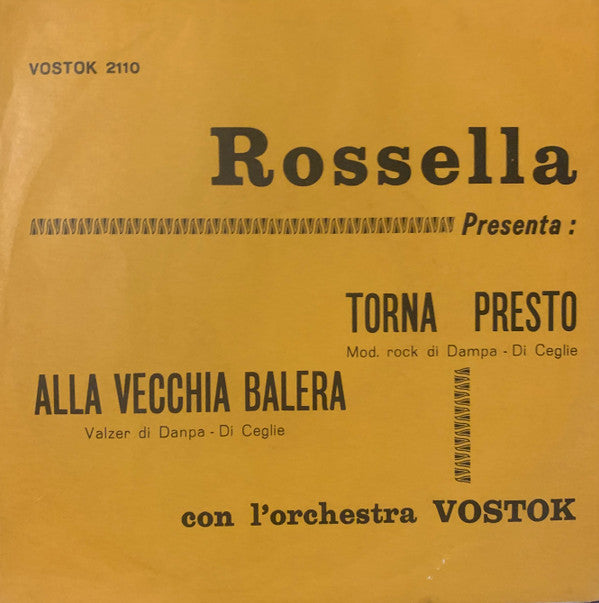 VOSTOK 2110
Rossella
Presenta :
TORNA PRESTO
Mod. rock di Dampa - Di Ceglie
ALLA VECCHIA BALERA
Valzer di Danpa - Di Ceglie
con l'orchestra VOSTOK